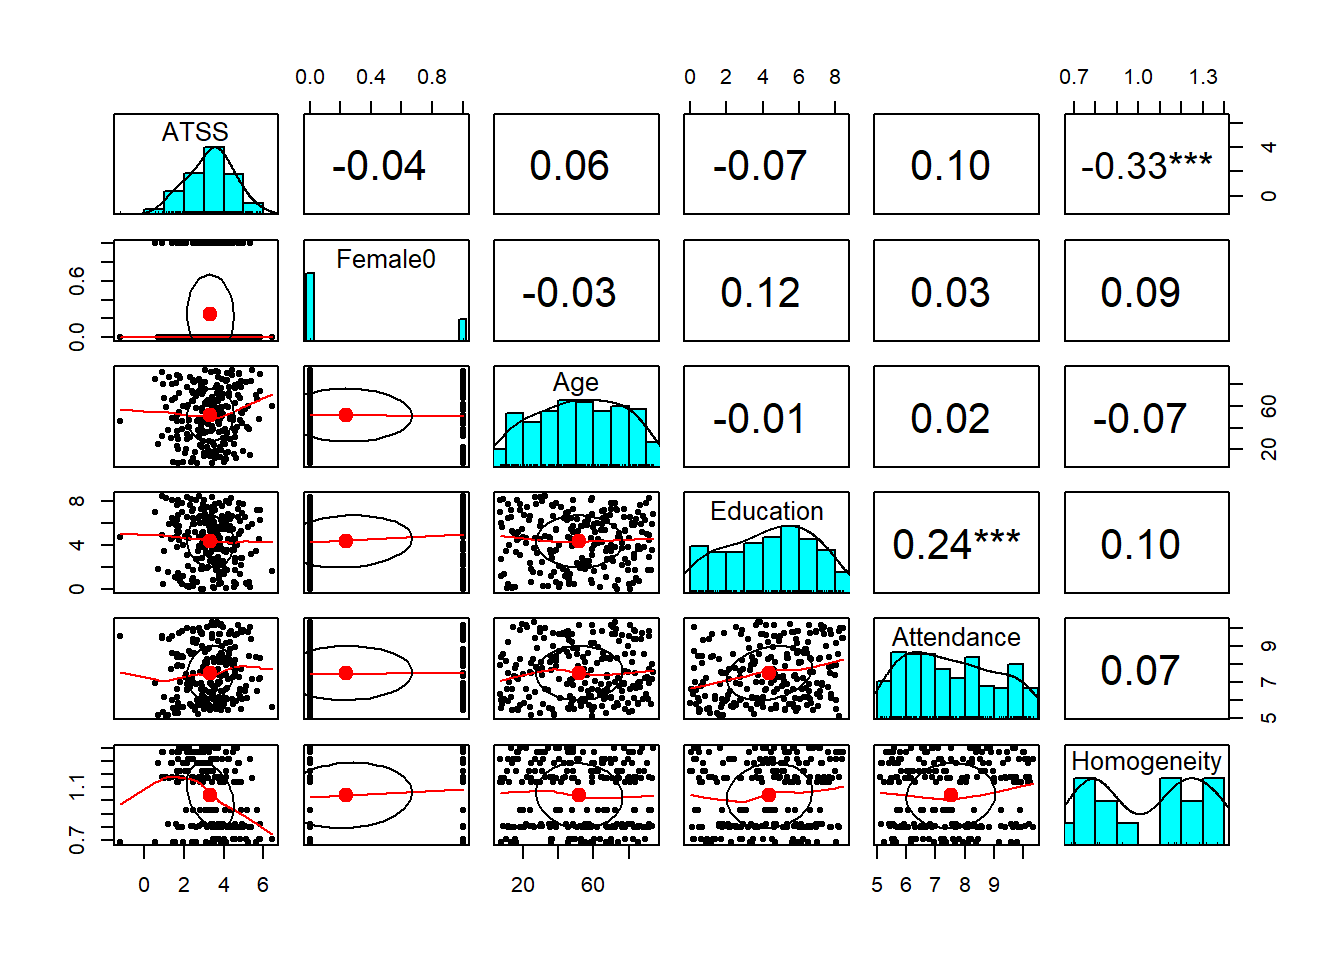 0.0 0.4 0.8 0 2 4 6 8 0.7 1.0 1.3
ATSS -0.04 0.06 -0.07 0.10 -0.33*** 0 4
0.0 0.6 Female0 -0.03 0.12 0.03 0.09
Age -0.01 0.02 -0.07 20 60
0 4 8 Education 0.24*** 0.10
Attendance 0.07 5 7 9
0.7 1.1 Homogeneity
0 2 4 6 20 60 5 6 7 8 9